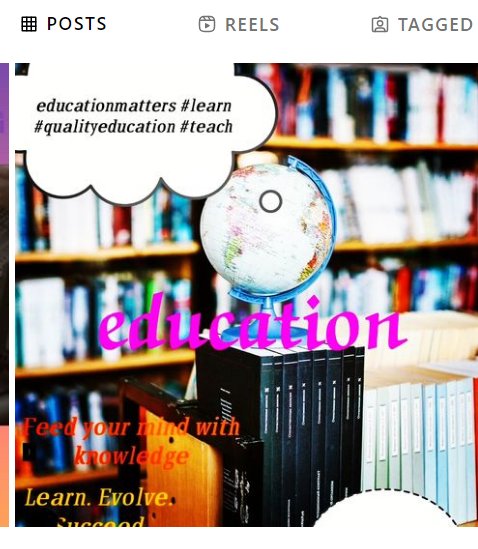 POSTS
REELS
TAGGED
educationmatters #learn
#qualityeducation #teach
education
Feed your mind with
knowledge
Learn. Evolve.
Succeed